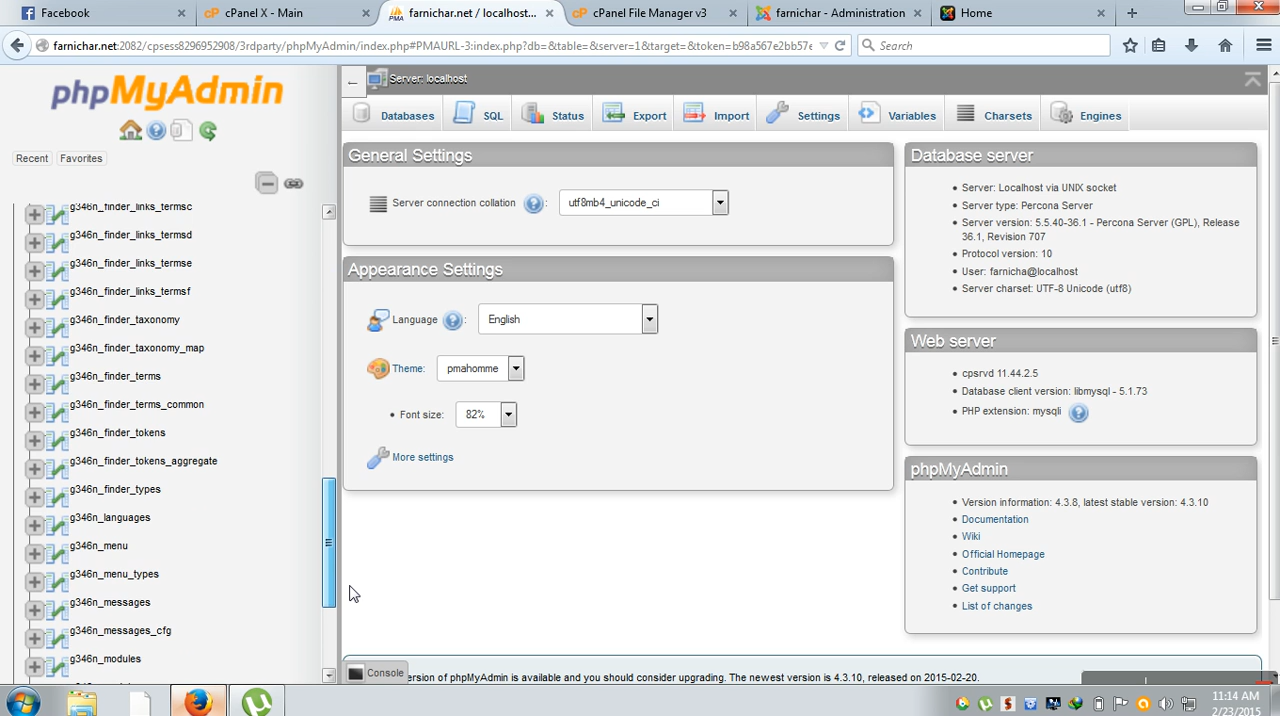 Facebook
cPanel X - Main
farnichar.net / localhost...
cPanel File Manager v3
farnichar - Administration
Home
farnichar.net:2082/cpsess8296952908/3rdparty/phpMyAdmin/index.php#PMAURL-3:index.php?db=&table=&server=1&target=&token=b98a567e2bb57e
Search
phpMyAdmin
Recent
Favorites
g346n_finder_links_termsc
g346n_finder_links_termsd
g346n_finder_links_termse
g346n_finder_links_termsf
g346n_finder_taxonomy
g346n_finder_taxonomy_map
g346n_finder_terms
g346n_finder_terms_common
g346n_finder_tokens
g346n_finder_tokens_aggregate
g346n_finder_types
g346n_languages
g346n_menu
g346n_menu_types
g346n_messages
g346n_messages_cfg
g346n_modules
Server: localhost
Databases
SQL
Status
Export
Import
Settings
Variables
Charsets
Engines
General Settings
Server connection collation :
utf8mb4_unicode_ci
Appearance Settings
Language :
English
Theme:
pmahomme
• Font size:
82%
More settings
Database server
• Server: Localhost via UNIX socket
• Server type: Percona Server
• Server version: 5.5.40-36.1 - Percona Server (GPL), Release
36.1, Revision 707
• Protocol version: 10
• User: farnicha@localhost
• Server charset: UTF-8 Unicode (utf8)
Web server
• cpsrvd 11.44.2.5
• Database client version: libmysql - 5.1.73
• PHP extension: mysqli
phpMyAdmin
• Version information: 4.3.8, latest stable version: 4.3.10
• Documentation
• Wiki
• Official Homepage
• Contribute
• Get support
• List of changes
Console
ersion of phpMyAdmin is available and you should consider upgrading. The newest version is 4.3.10, released on 2015-02-20.
11:14 AM
2/23/2015